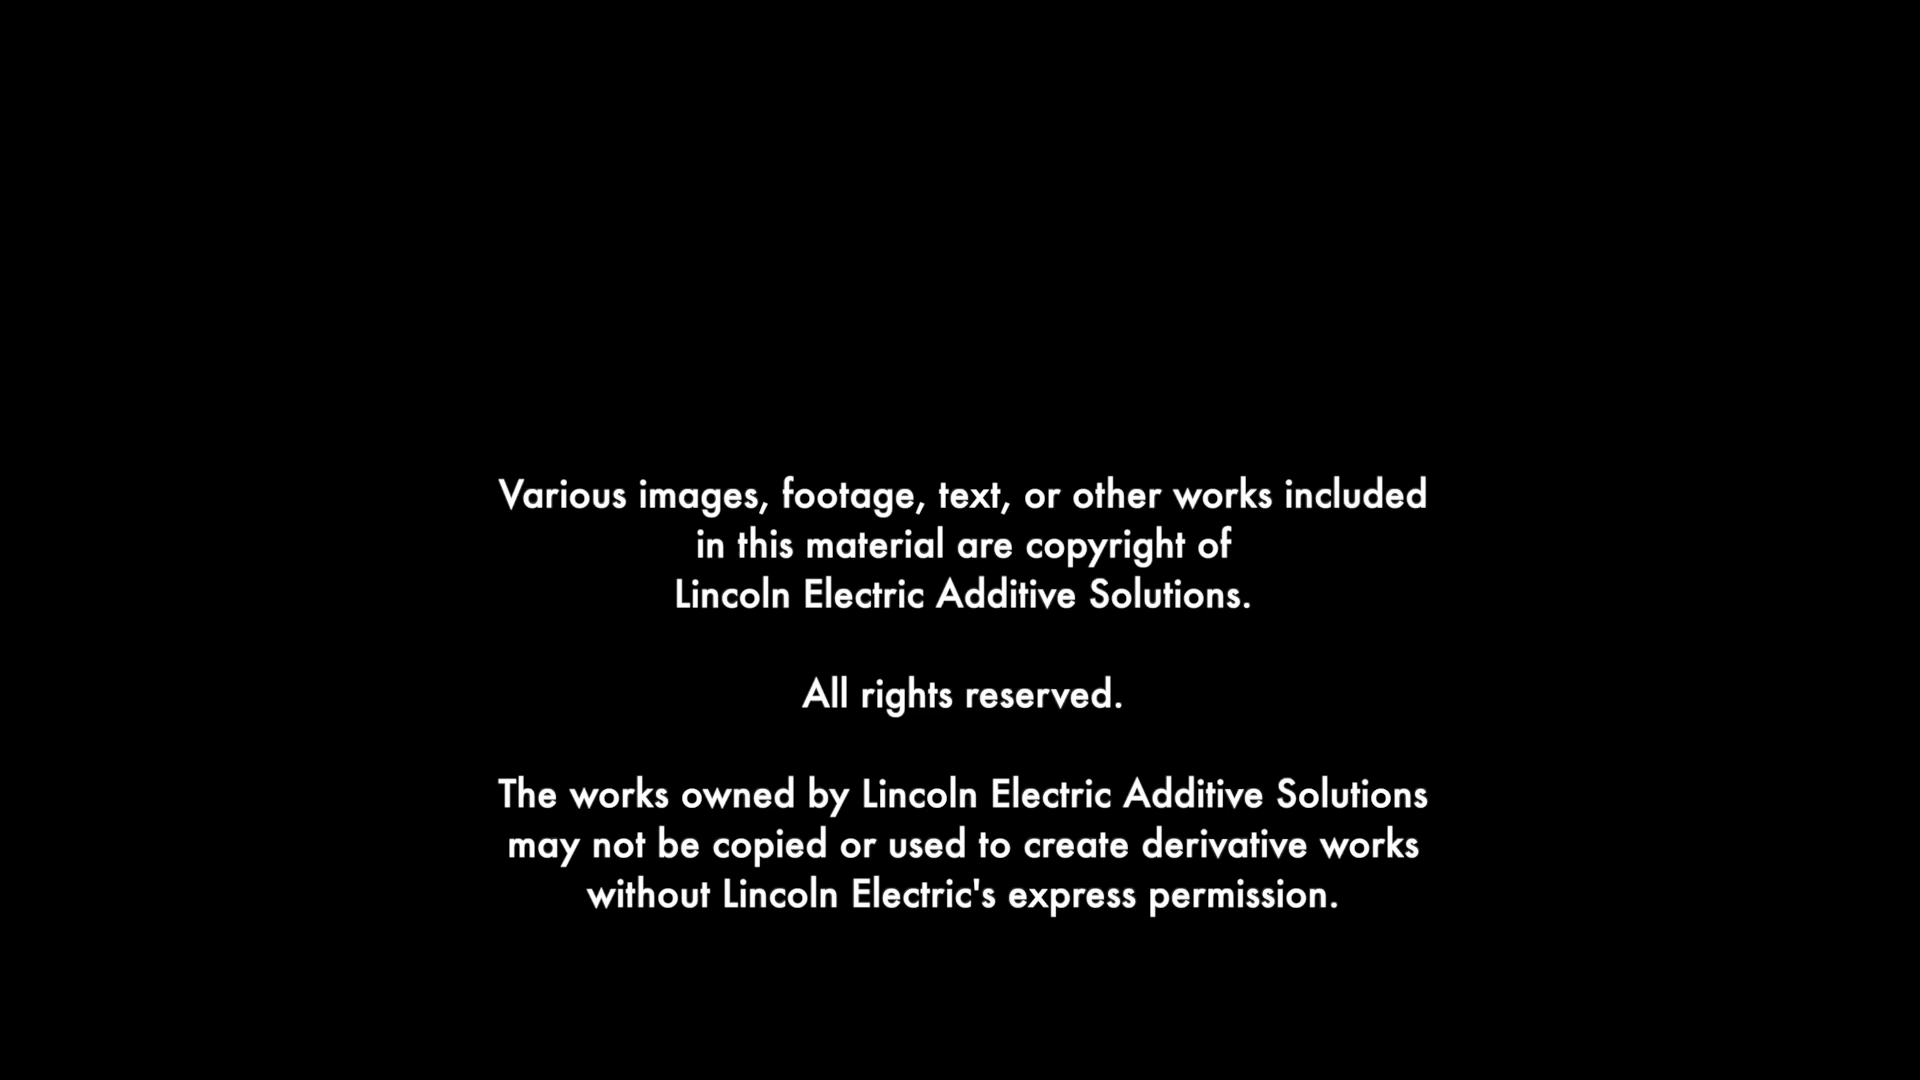 Various images, footage, text, or other works included
in this material are copyright of
Lincoln Electric Additive Solutions.
All rights reserved.
The works owned by Lincoln Electric Additive Solutions
may not be copied or used to create derivative works
without Lincoln Electric's express permission.